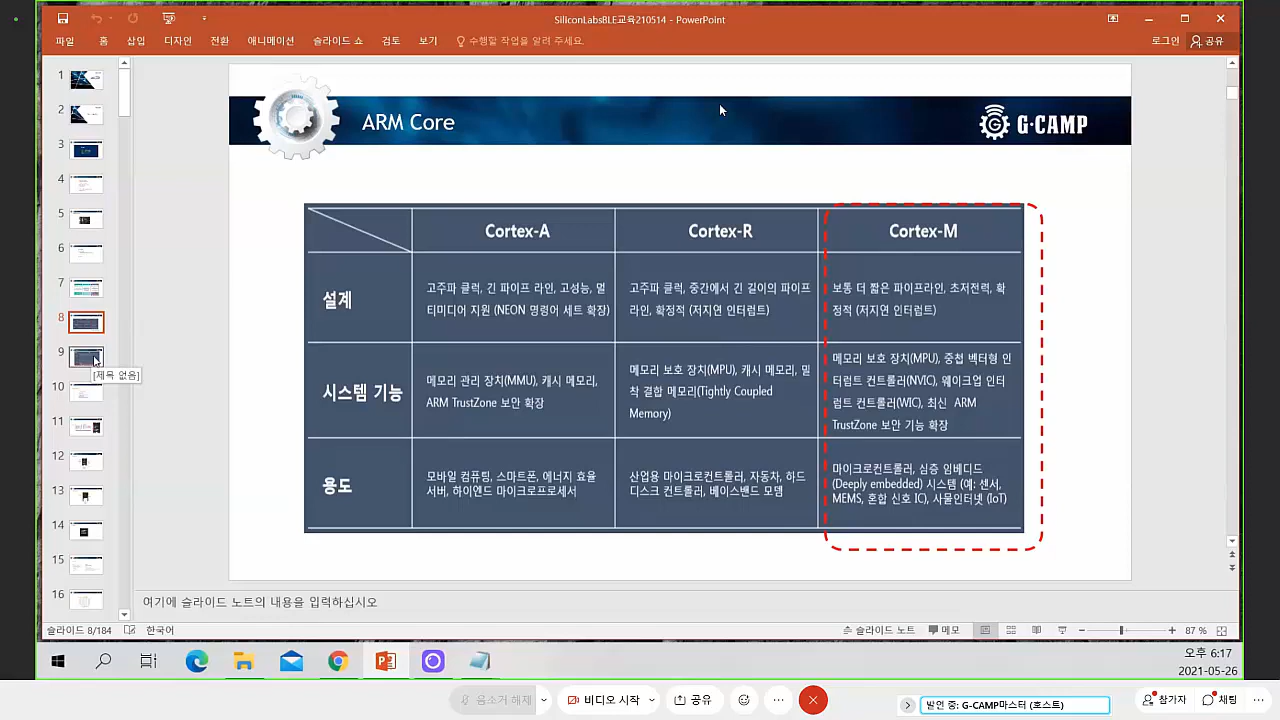 SiliconLabsBLE교육210514 - PowerPoint
파일 홈 삽입 디자인 전환 애니메이션 슬라이드 쇼 검토 보기 수행할 작업을 알려 주세요.
로그인 공유
1
2
3
4
5
6
7
8
9
[제목 없음]
10
11
12
13
14
15
16
ARM Core
G·CAMP
Cortex-A Cortex-R Cortex-M
설계
고주파 클럭, 긴 파이프 라인, 고성능, 멀
티미디어 지원 (NEON 명령어 세트 확장)
고주파 클럭, 중간에서 긴 길이의 파이프
라인, 확정적 (저지연 인터럽트)
보통 더 짧은 파이프라인, 초저전력, 확
정적 (저지연 인터럽트)
시스템 기능
메모리 관리 장치(MMU), 캐시 메모리,
ARM TrustZone 보안 확장
메모리 보호 장치(MPU), 캐시 메모리, 밀
착 결합 메모리(Tightly Coupled
Memory)
메모리 보호 장치(MPU), 중첩 벡터형 인
터럽트 컨트롤러(NVIC), 웨이크업 인터
럽트 컨트롤러(WIC), 최신 ARM
TrustZone 보안 기능 확장
용도
모바일 컴퓨팅, 스마트폰, 에너지 효율
서버, 하이엔드 마이크로프로세서
산업용 마이크로컨트롤러, 자동차, 하드
디스크 컨트롤러, 베이스밴드 모뎀
마이크로컨트롤러, 심층 임베디드
(Deeply embedded) 시스템 (예: 센서,
MEMS, 혼합 신호 IC), 사물인터넷 (IoT)
여기에 슬라이드 노트의 내용을 입력하십시오
슬라이드 8/184 한국어
슬라이드 노트 메모 87 %
오후 6:17
2021-05-26
음소거 해제 비디오 시작 공유
발언 중: G-CAMP마스터 (호스트)
참가자 채팅